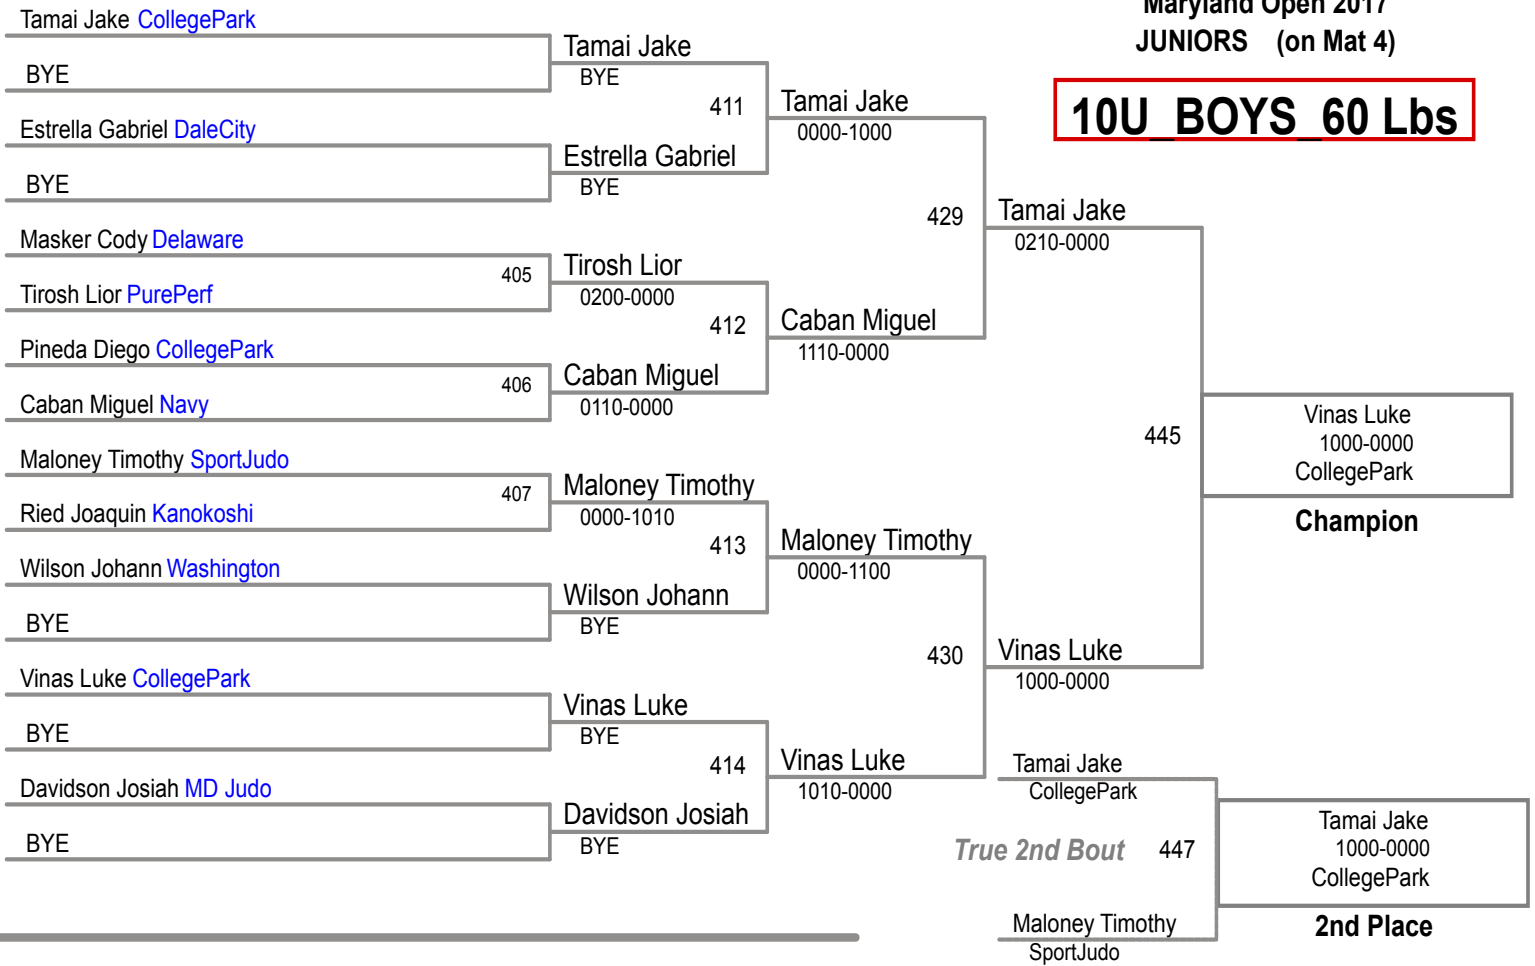 Maryland Open 2017
JUNIORS (on Mat 4)
10U_BOYS_60 Lbs
Tamai Jake CollegePark
BYE
Estrella Gabriel DaleCity
BYE
Masker Cody Delaware
405
Tirosh Lior PurePerf
Pineda Diego CollegePark
406
Caban Miguel Navy
Maloney Timothy SportJudo
407
Ried Joaquin Kanokoshi
Wilson Johann Washington
BYE
Vinas Luke CollegePark
BYE
Davidson Josiah MD Judo
BYE
Tamai Jake
BYE
411
Estrella Gabriel
BYE
Tirosh Lior
0200-0000
412
Caban Miguel
0110-0000
Maloney Timothy
0000-1010
413
Wilson Johann
BYE
Vinas Luke
BYE
414
Davidson Josiah
BYE
Tamai Jake
0000-1000
429
Caban Miguel
1110-0000
Maloney Timothy
0000-1100
430
Vinas Luke
1010-0000
Tamai Jake
0210-0000
445
Vinas Luke
1000-0000
Vinas Luke
1000-0000
CollegePark
Champion
Tamai Jake
CollegePark
True 2nd Bout 447
Maloney Timothy
SportJudo
Tamai Jake
1000-0000
CollegePark
2nd Place